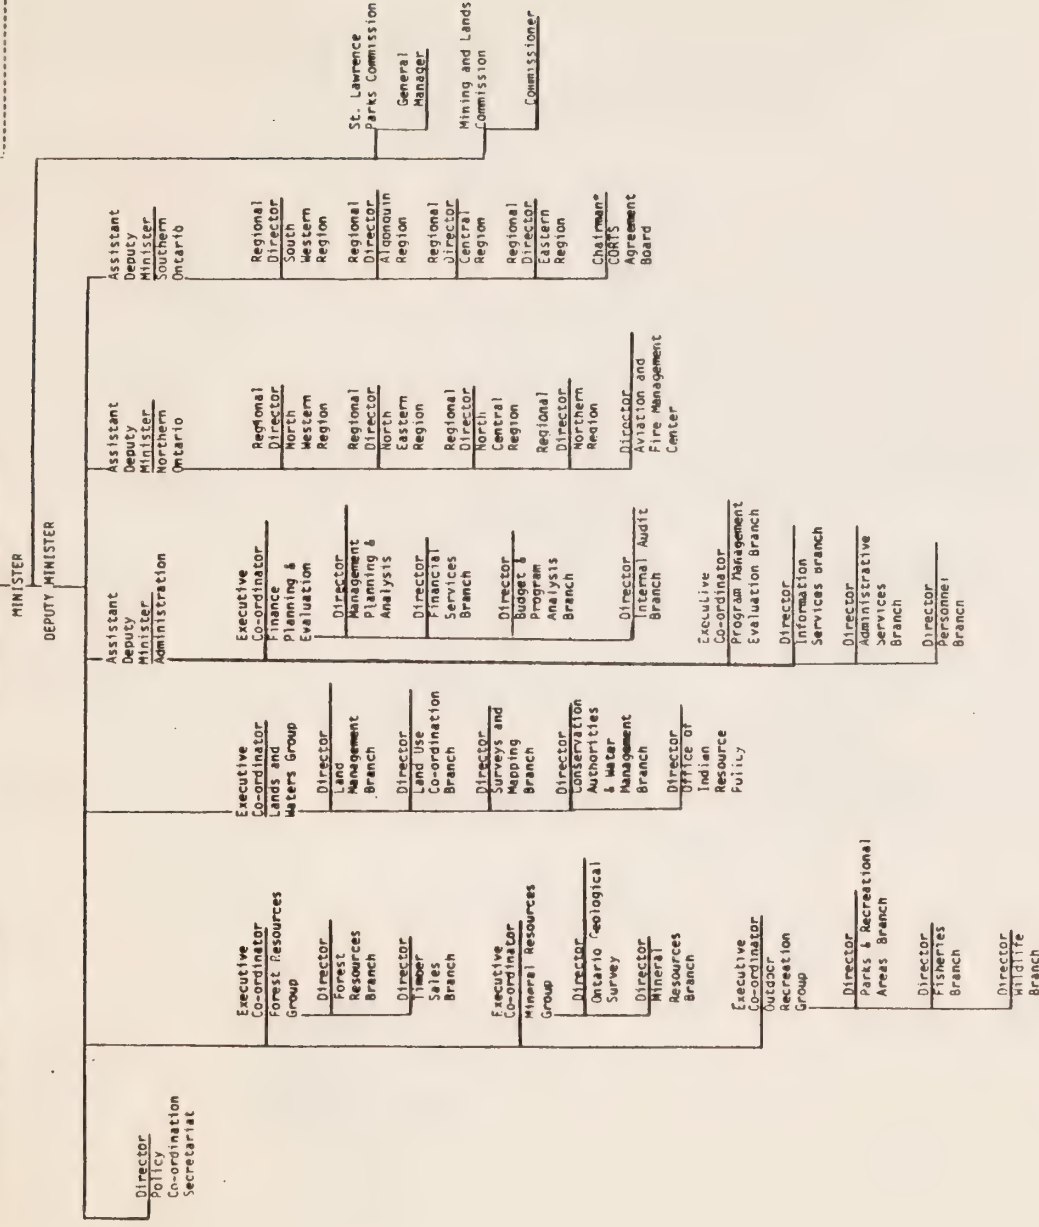 MINISTER
DEPUTY MINISTER
Director
Policy
Co-ordination
Secretariat
Executive
Co-ordinator
Forest Resources
Group
Director
Forest
Resources
Branch
Director
Timber
Sales
Branch
Executive
Co-ordinator
Mineral Resources
Group
Director
Ontario Geological
Survey
Director
Mineral
Resources
Branch
Executive
Co-ordinator
Outdoor
Recreation
Group
Director
Parks & Recreational
Areas Branch
Director
Fisheries
Branch
Director
Wildlife
Branch
Executive
Co-ordinator
Lands and
Waters Group
Director
Land
Management
Branch
Director
Land Use
Co-ordination
Branch
Director
Surveys and
Mapping
Branch
Director
Conservation
Authorities
& Water
Management
Branch
Director
Office of
Indian
Resource
Policy
Assistant
Deputy
Minister
Administration
Executive
Co-ordinator
Finance
Planning &
Evaluation
Director
Management
Planning &
Analysis
Director
Financial
Services
Branch
Director
Budget &
Program
Analysis
Branch
Director
Internal Audit
Branch
Executive
Co-ordinator
Program Management
Evaluation Branch
Director
Information
Services Branch
Director
Administrative
Services
Branch
Director
Personnel
Branch
Assistant
Deputy
Minister
Northern
Ontario
Regional
Director
North
Western
Region
Regional
Director
North
Eastern
Region
Regional
Director
North
Central
Region
Regional
Director
Northern
Region
Director
Aviation and
Fire Management
Center
Assistant
Deputy
Minister
Southern
Ontario
Regional
Director
South
Western
Region
Regional
Director
Algonquin
Region
Regional
Director
Central
Region
Regional
Director
Eastern
Region
Chairman*
CORTS
Agreement
Board
St. Lawrence
Parks Commission
General
Manager
Mining and Lands
Commission
Commissioner